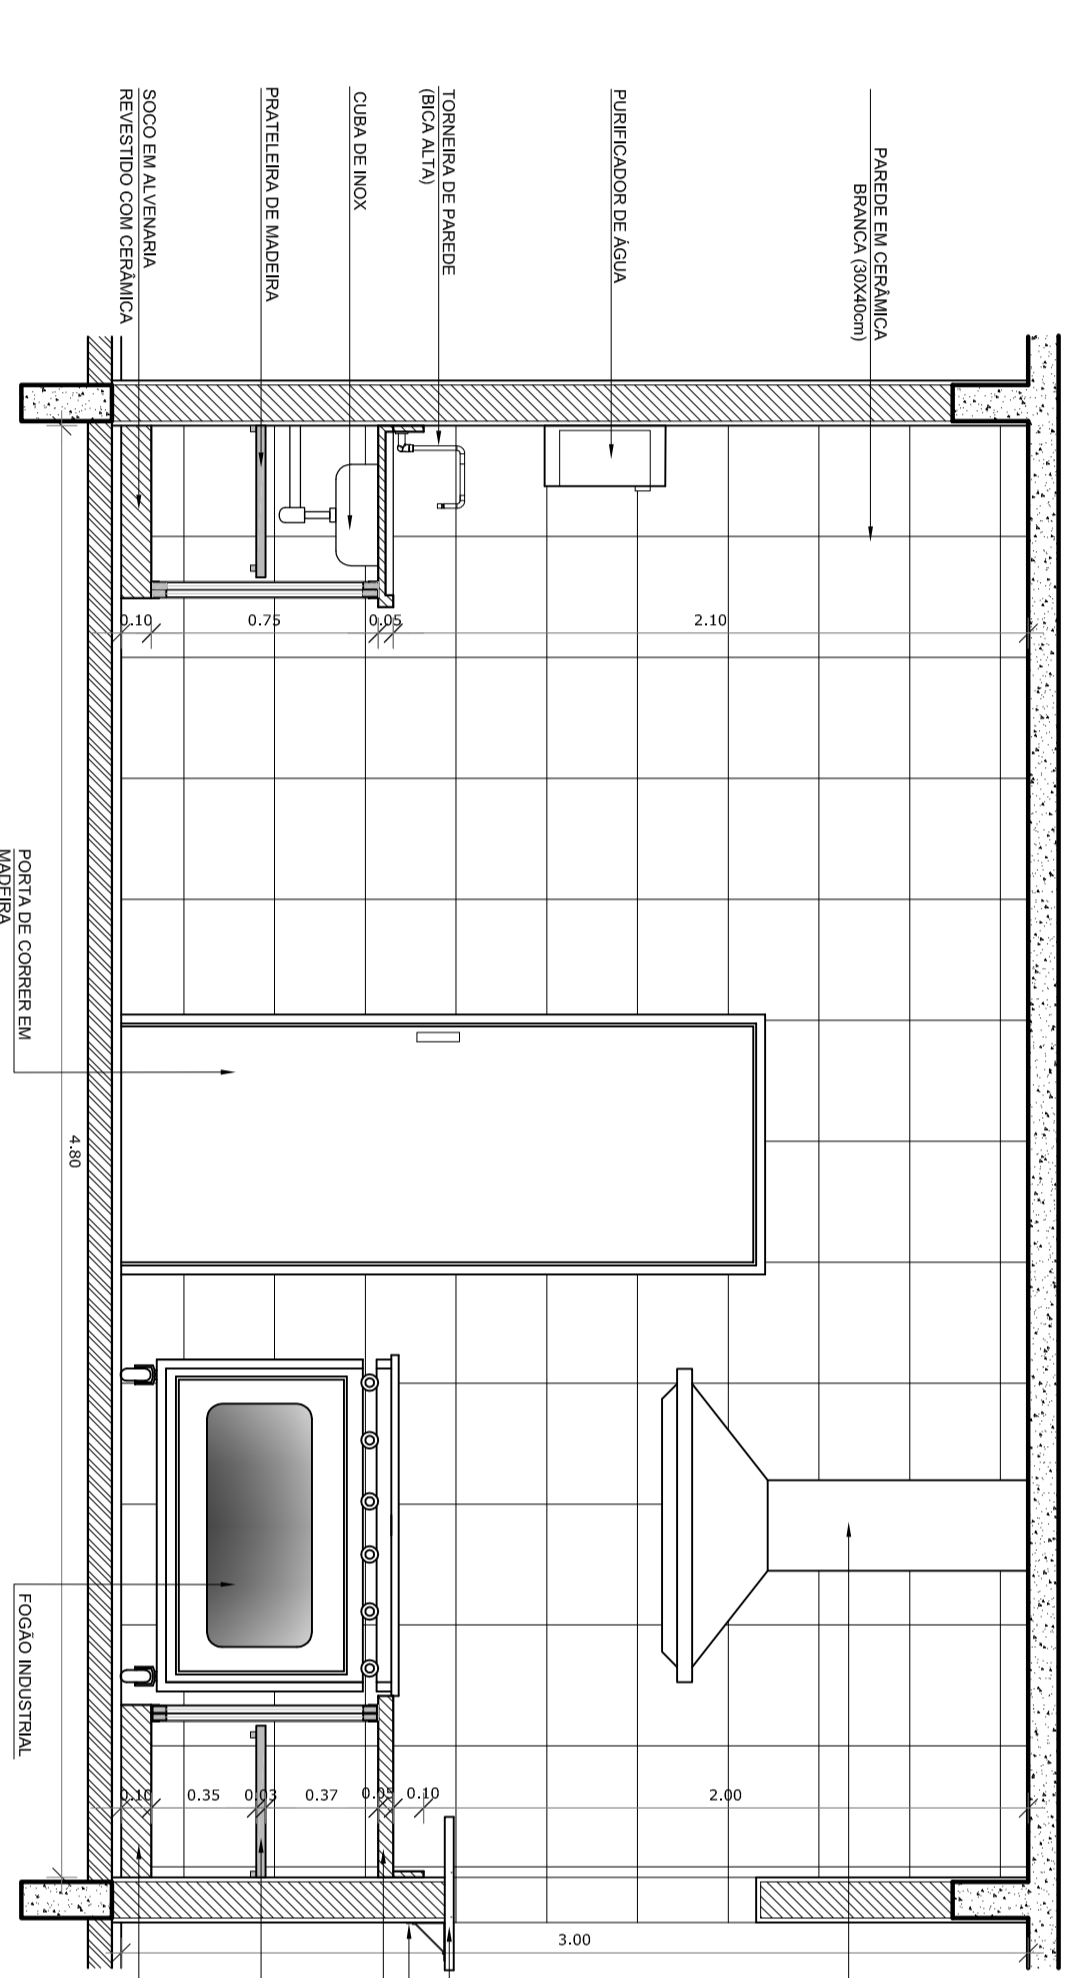 PAREDE EM CERÂMICA
BRANCA (30X40cm)
PURIFICADOR DE ÁGUA
TORNEIRA DE PAREDE
(BICA ALTA)
CUBA DE INOX
PRATELEIRA DE MADEIRA
SOCO EM ALVENARIA
REVESTIDO COM CERÂMICA
0.10
0.75
0.05
2.10
PORTA DE CORRER EM
MADEIRA
4.80
FOGÃO INDUSTRIAL
0.10
0.35
0.03
0.37
0.05
0.10
2.00
3.00